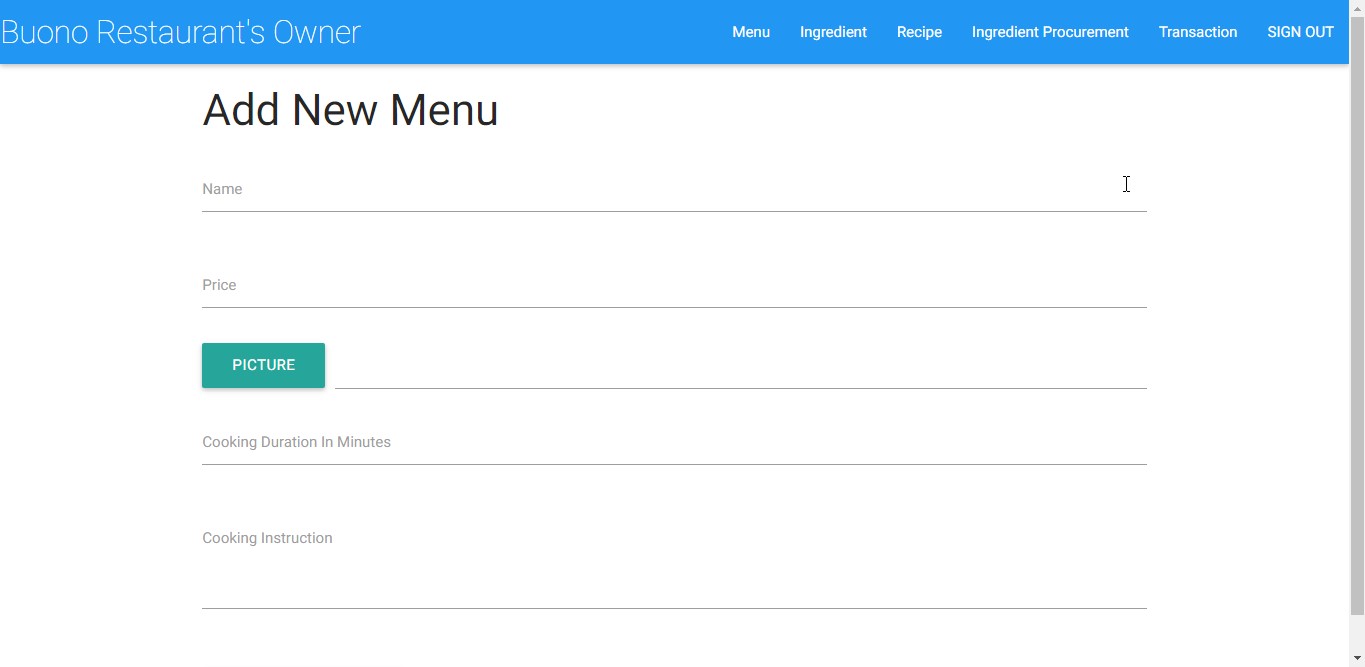 Buono Restaurant's Owner
Menu Ingredient Recipe Ingredient Procurement Transaction SIGN OUT
Add New Menu
Name
Price
PICTURE
Cooking Duration In Minutes
Cooking Instruction